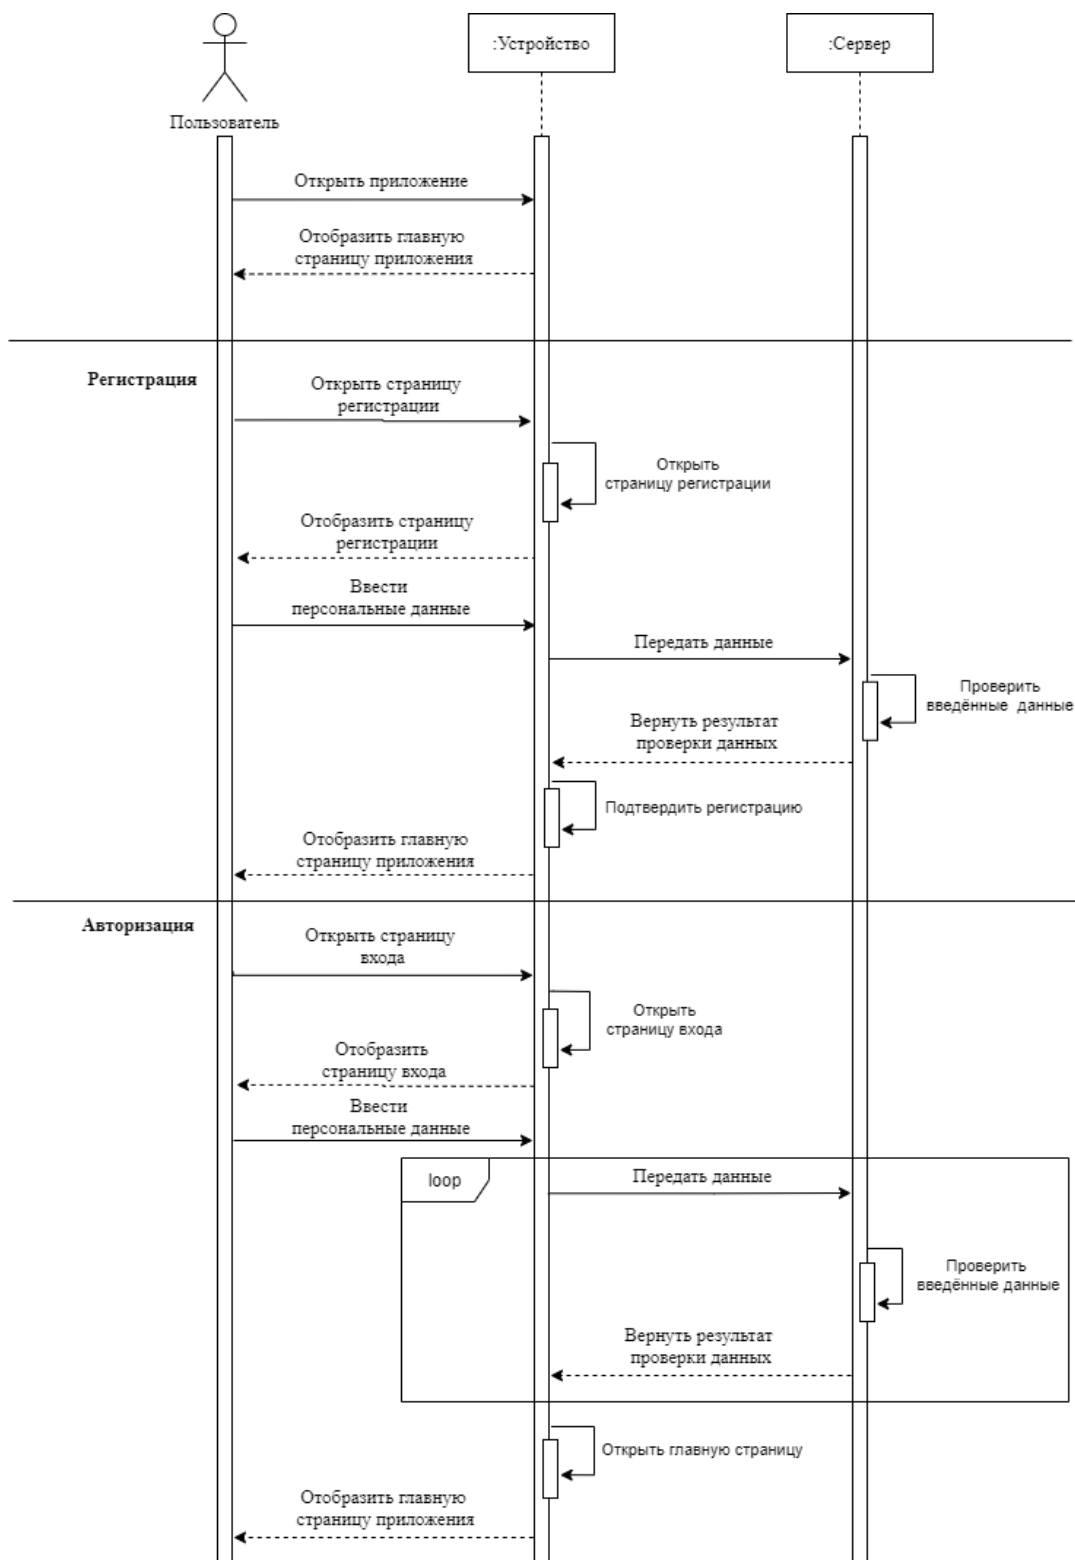 :Устройство
:Сервер
Пользователь
Открыть приложение
Отобразить главную
страницу приложения
Регистрация
Открыть страницу
регистрации
Открыть
страницу регистрации
Отобразить страницу
регистрации
Ввести
персональные данные
Передать данные
Проверить
введённые данные
Вернуть результат
проверки данных
Подтвердить регистрацию
Отобразить главную
страницу приложения
Авторизация
Открыть страницу
входа
Открыть
страницу входа
Отобразить
страницу входа
Ввести
персональные данные
loop
Передать данные
Проверить
введённые данные
Вернуть результат
проверки данных
Открыть главную страницу
Отобразить главную
страницу приложения